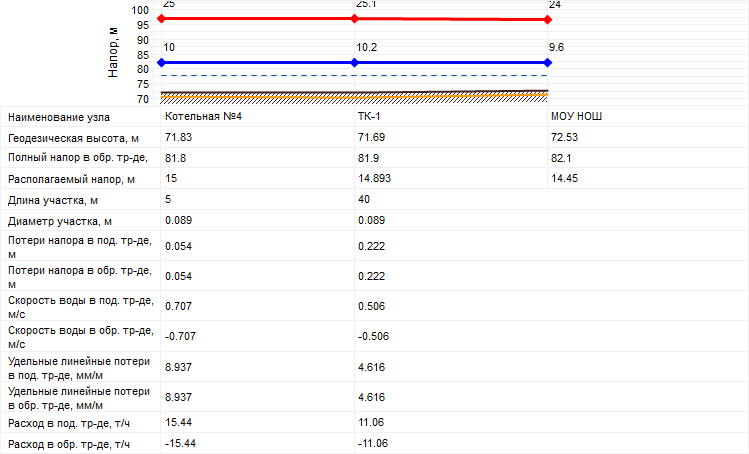 25 25.1 24
100
95
90
10 10.2 9.6
85
80
75
70
Напор, м
Наименование узла Котельная №4 ТК-1 МОУ НОШ
Геодезическая высота, м 71.83 71.69 72.53
Полный напор в обр. тр-де, 81.8 81.9 82.1
Располагаемый напор, м 15 14.893 14.45
Длина участка, м 5 40
Диаметр участка, м 0.089 0.089
Потери напора в под. тр-де,
м 0.054 0.222
Потери напора в обр. тр-де,
м 0.054 0.222
Скорость воды в под. тр-де,
м/с 0.707 0.506
Скорость воды в обр. тр-де,
м/с -0.707 -0.506
Удельные линейные потери
в под. тр-де, мм/м 8.937 4.616
Удельные линейные потери
в обр. тр-де, мм/м 8.937 4.616
Расход в под. тр-де, т/ч 15.44 11.06
Расход в обр. тр-де, т/ч -15.44 -11.06